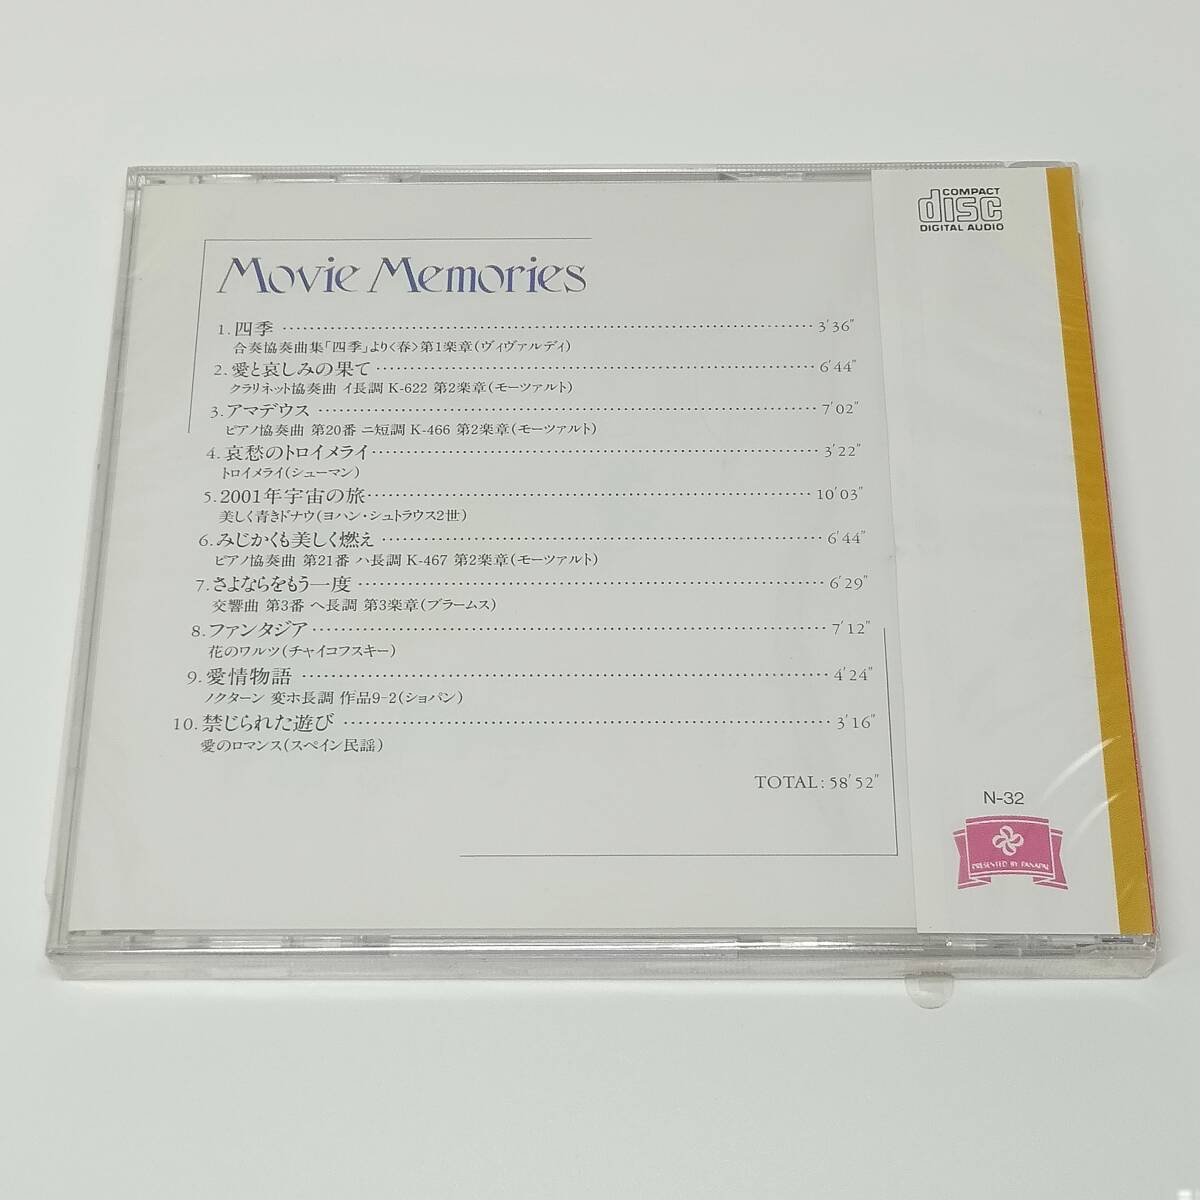 COMPACT
disc
DIGITAL AUDIO
Movie Memories
1. 四季 3'36"
合奏協奏曲集「四季」より〈春〉第1楽章(ヴィヴァルディ)
2. 愛と哀しみの果て 6'44"
クラリネット協奏曲 イ長調 K-622 第2楽章(モーツァルト)
3. アマデウス 7'02"
ピアノ協奏曲 第20番 ニ短調 K-466 第2楽章(モーツァルト)
4. 哀愁のトロイメライ 3'22"
トロイメライ(シューマン)
5. 2001年宇宙の旅 10'03"
美しく青きドナウ(ヨハン・シュトラウス2世)
6. みじかくも美しく燃え 6'44"
ピアノ協奏曲 第21番 ハ長調 K-467 第2楽章(モーツァルト)
7. さよならをもう一度 6'29"
交響曲 第3番 ヘ長調 第3楽章(ブラームス)
8. ファンタジア 7'12"
花のワルツ(チャイコフスキー)
9. 愛情物語 4'24"
ノクターン 変ホ長調 作品9-2(ショパン)
10. 禁じられた遊び 3'16"
愛のロマンス(スペイン民謡)
TOTAL: 58'52"
N-32
PRESENTED BY PANAPAL